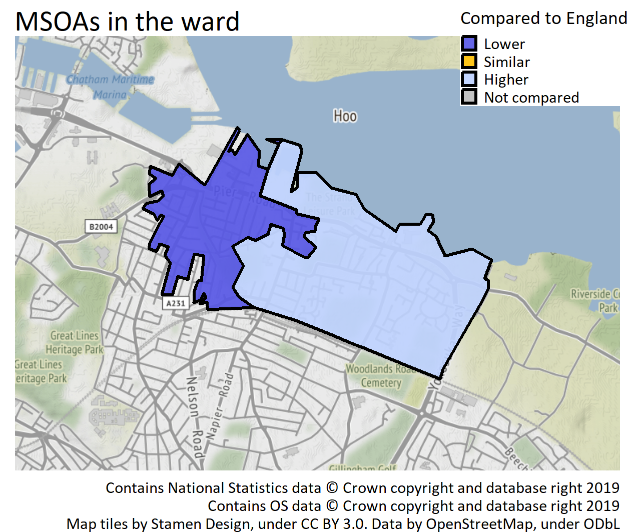 MSOAs in the ward
Compared to England
Lower
Similar
Higher
Not compared
Chatham Maritime
Marina
Hoo
B2004
A231
Riverside C
Park
Great Lines
Heritage Park
Great Lines
eritage Park
Woodlands Road
Cemetery
Nelson Road
Napier-Road
Gillingham Golf
Contains National Statistics data © Crown copyright and database right 2019
Contains OS data © Crown copyright and database right 2019
Map tiles by Stamen Design, under CC BY 3.0. Data by OpenStreetMap, under ODbL